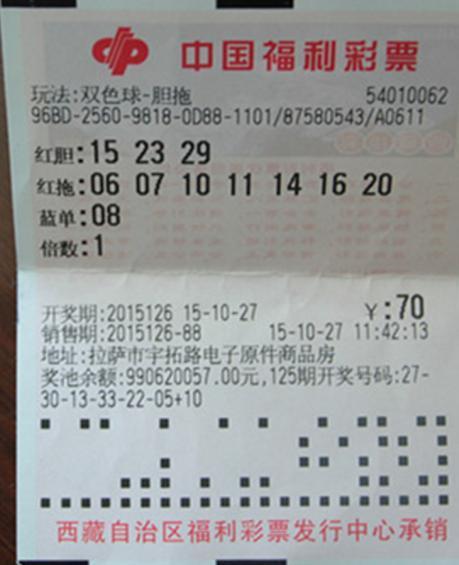 中国福利彩票
玩法:双色球-胆拖 54010062
96BD-2560-9818-0D88-1101/87580543/A0611
红胆:15 23 29
红拖:06 07 10 11 14 16 20
蓝单:08
倍数:1
开奖期:2015126 15-10-27 ￥:70
销售期:2015126-88 15-10-27 11:42:13
地址:拉萨市宇拓路电子原件商品房
奖池余额:990620057.00元,125期开奖号码:27-
30-13-33-22-05+10
西藏自治区福利彩票发行中心承销